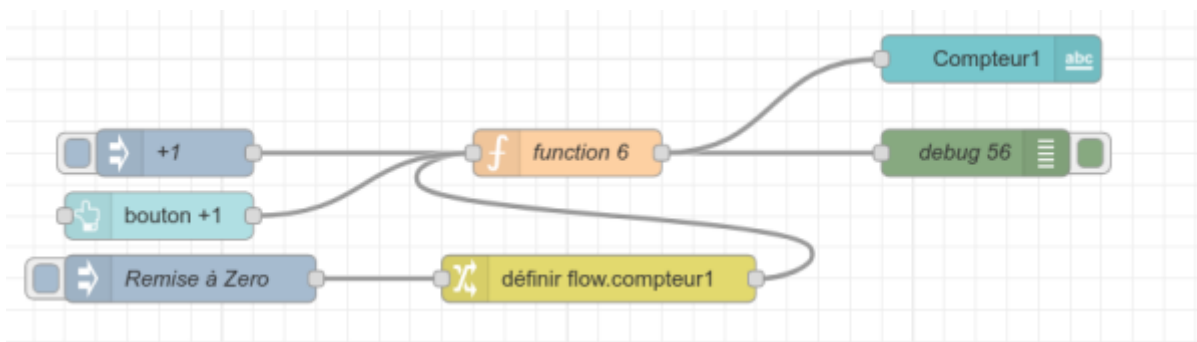 Compteur1 abc
+1
function 6
debug 56
bouton +1
Remise à Zero
définir flow.compteur1